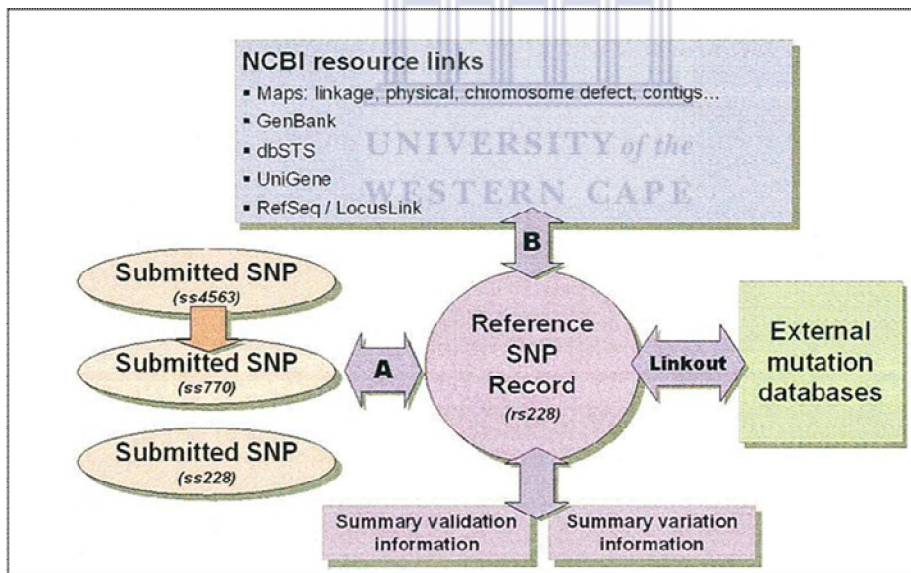 NCBI resource links
▪ Maps: linkage, physical, chromosome defect, contigs...
▪ GenBank
▪ dbSTS
▪ UniGene
▪ RefSeq / LocusLink
UNIVERSITY of the
WESTERN CAPE
B
Submitted SNP
(ss4563)
Submitted SNP
(ss770)
Submitted SNP
(ss228)
A
Reference
SNP
Record
(rs228)
Linkout
External
mutation
databases
Summary validation
information
Summary variation
information